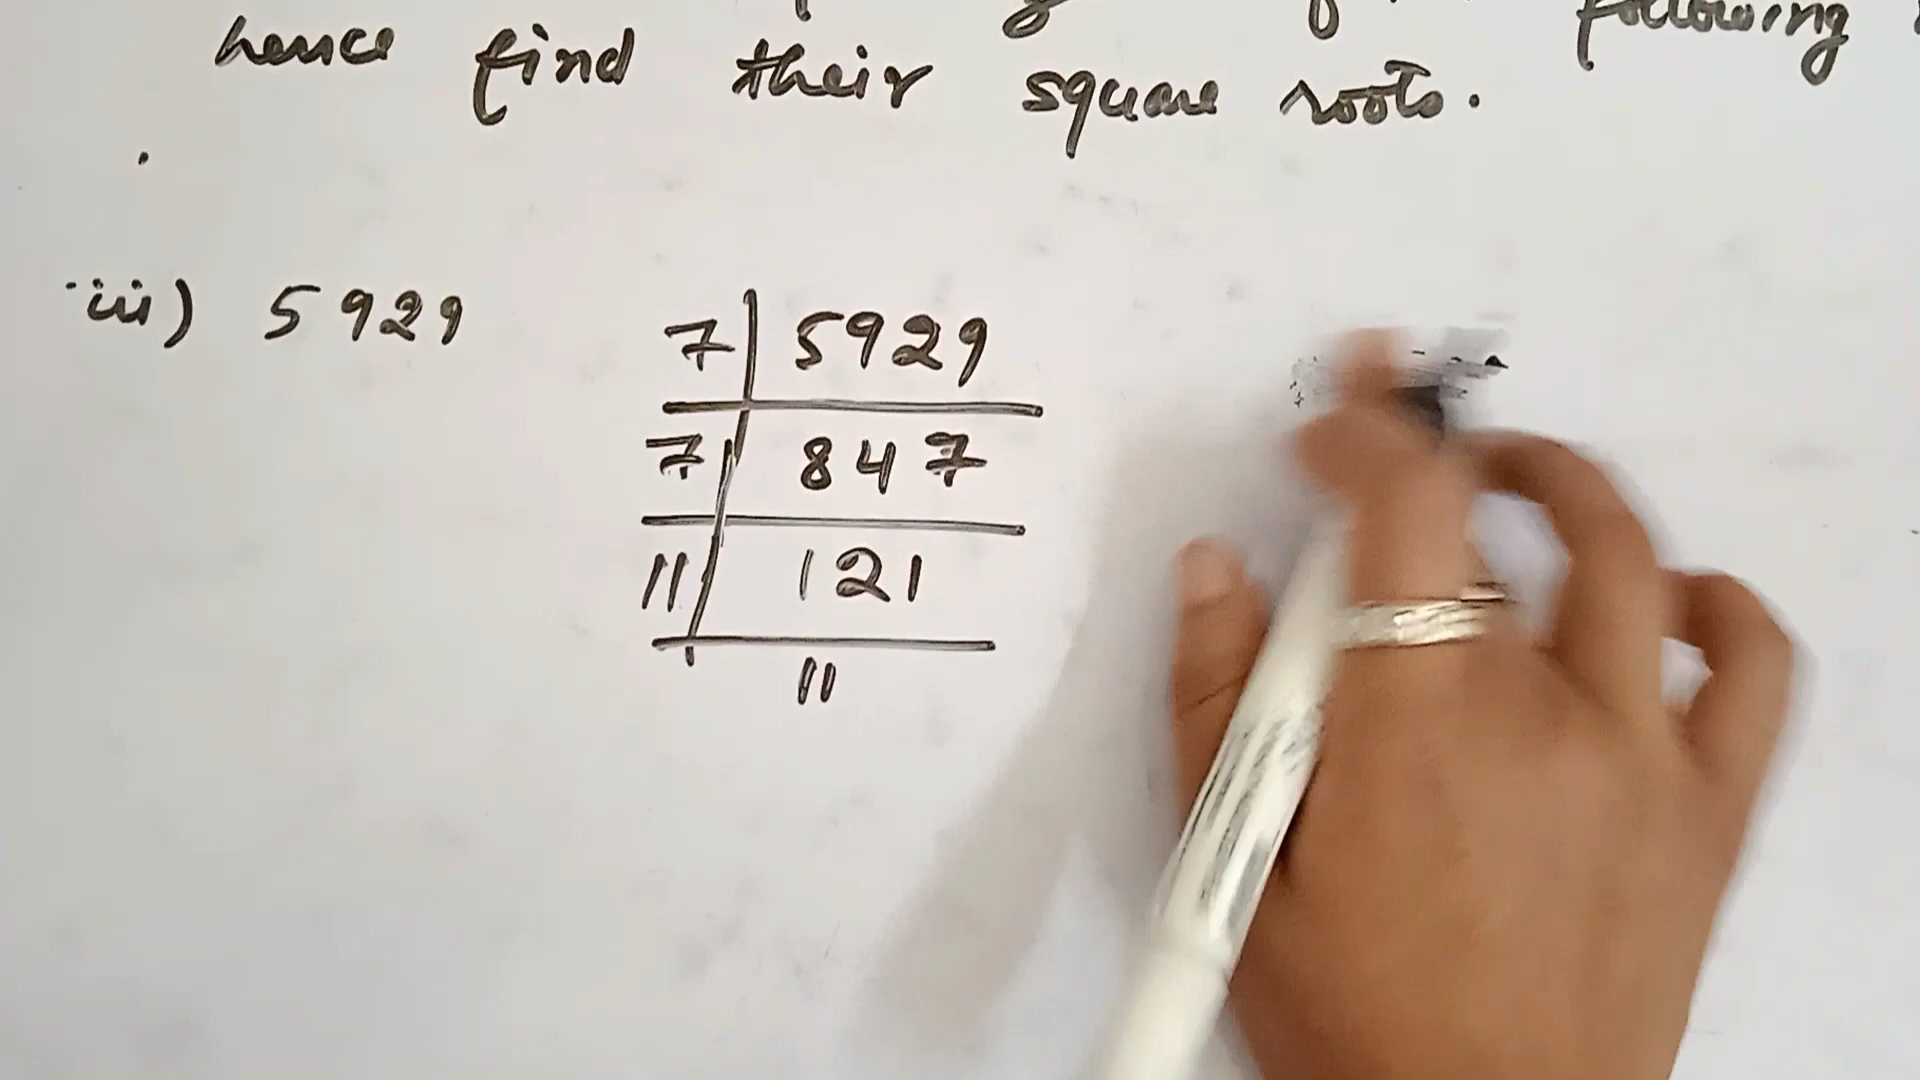 following
hence find their square roots.
iii) 5929
7 5929
7 847
11 121
11